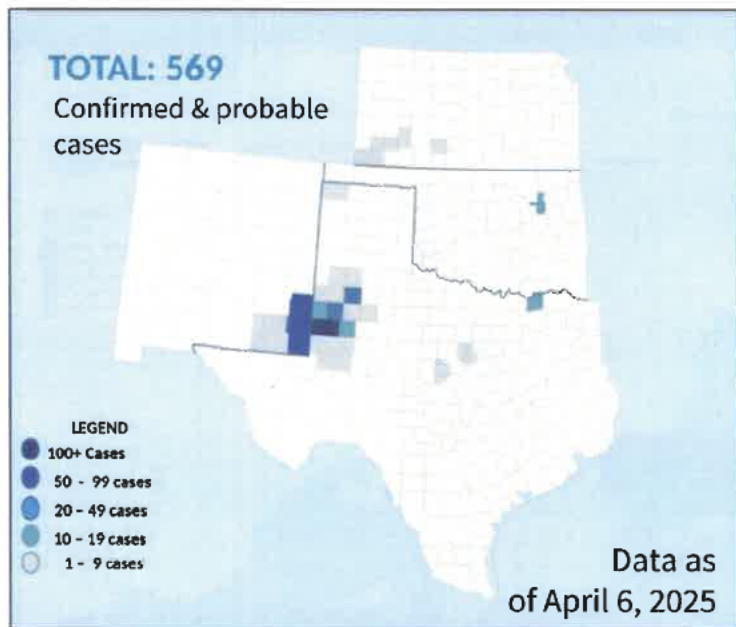 TOTAL: 569
Confirmed & probable
cases
LEGEND
100+ Cases
50 - 99 cases
20 - 49 cases
10 - 19 cases
1 - 9 cases
Data as
of April 6, 2025